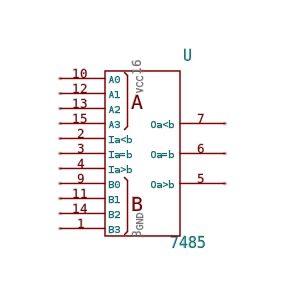 U
16
VCC
10 A0
12 A1
13 A2
15 A3
A
2 Ia<b
3 Ia=b
4 Ia>b
9 B0
11 B1
14 B2
1 B3
B
Oa<b 7
Oa=b 6
Oa>b 5
GND
8
7485